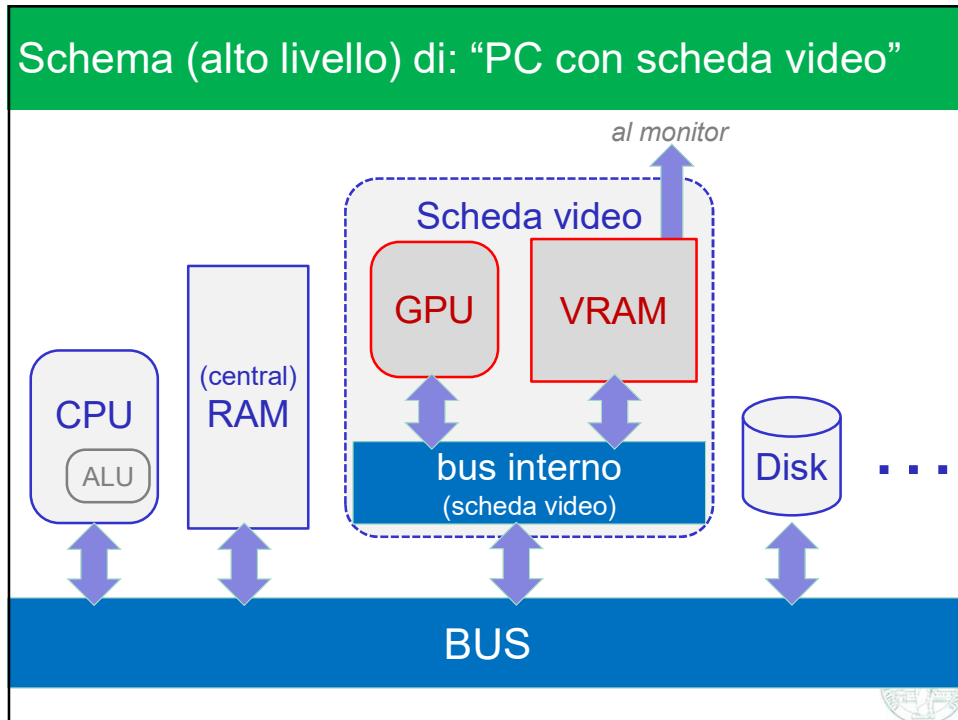 Schema (alto livello) di: “PC con scheda video”
al monitor
Scheda video
GPU
VRAM
(central)
RAM
CPU
ALU
bus interno
(scheda video)
Disk
...
BUS